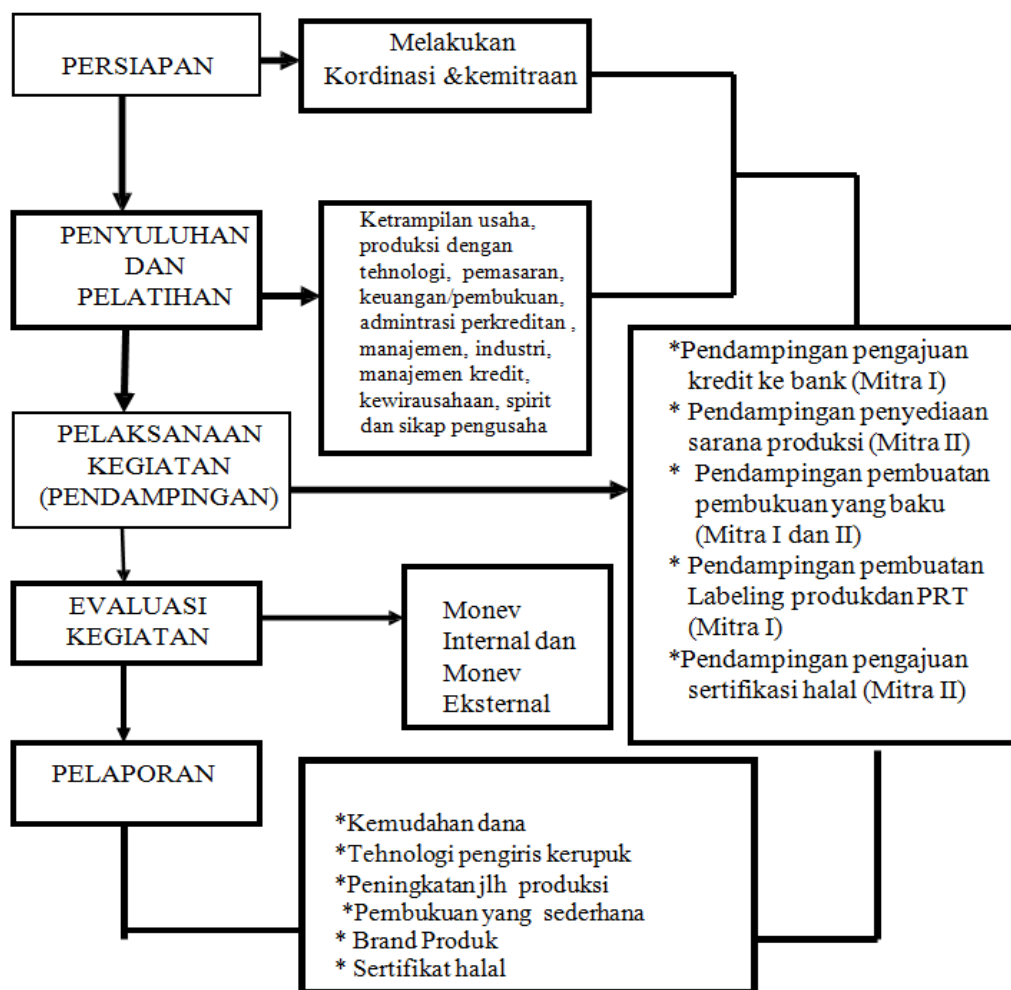 PERSIAPAN
Melakukan
Kordinasi &kemitraan
PENYULUHAN
DAN
PELATIHAN
Ketrampilan usaha,
produksi dengan
tehnologi, pemasaran,
keuangan/pembukuan,
admintrasi perkreditan ,
manajemen, industri,
manajemen kredit,
kewirausahaan, spirit
dan sikap pengusaha
PELAKSANAAN
KEGIATAN
(PENDAMPINGAN)
*Pendampingan pengajuan
kredit ke bank (Mitra I)
* Pendampingan penyediaan
sarana produksi (Mitra II)
* Pendampingan pembuatan
pembukuan yang baku
(Mitra I dan II)
* Pendampingan pembuatan
Labeling produkdan PRT
(Mitra I)
*Pendampingan pengajuan
sertifikasi halal (Mitra II)
EVALUASI
KEGIATAN
Monev
Internal dan
Monev
Eksternal
PELAPORAN
*Kemudahan dana
*Tehnologi pengiris kerupuk
*Peningkatan jlh produksi
*Pembukuan yang sederhana
* Brand Produk
* Sertifikat halal